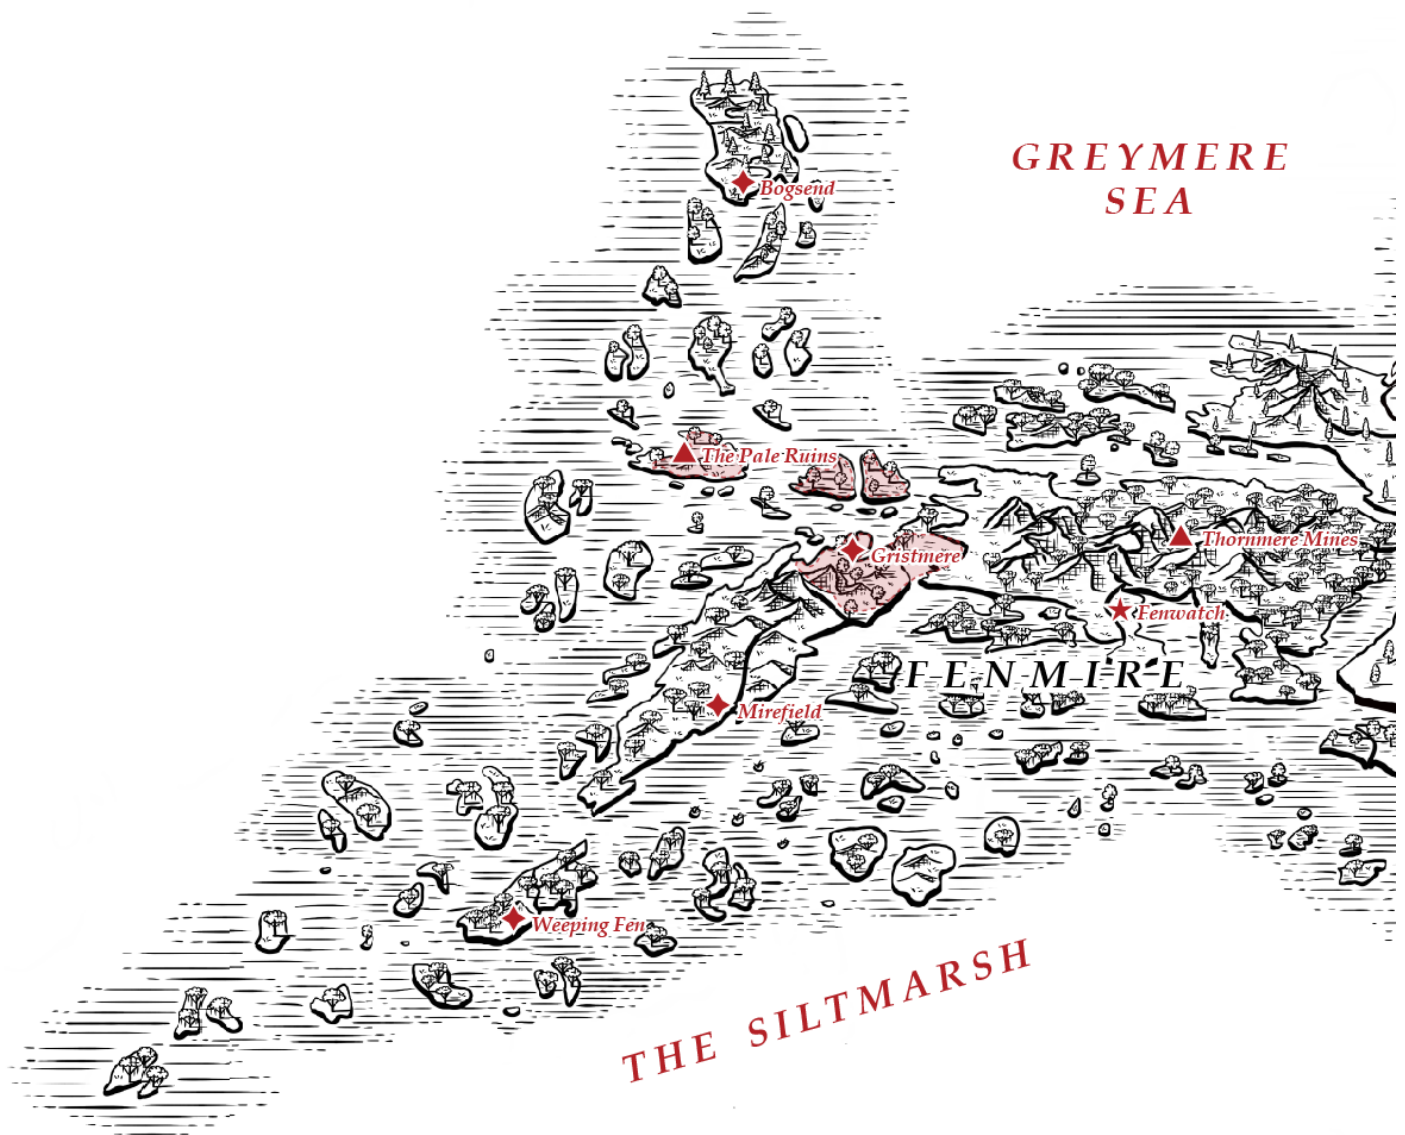 GREYMERE
SEA
Bogsend
The Pale Ruins
Thornmere Mines
Gristmere
Fenwatch
FENMIRE
Mirefield
Weeping Fen
THE SILTMARSH